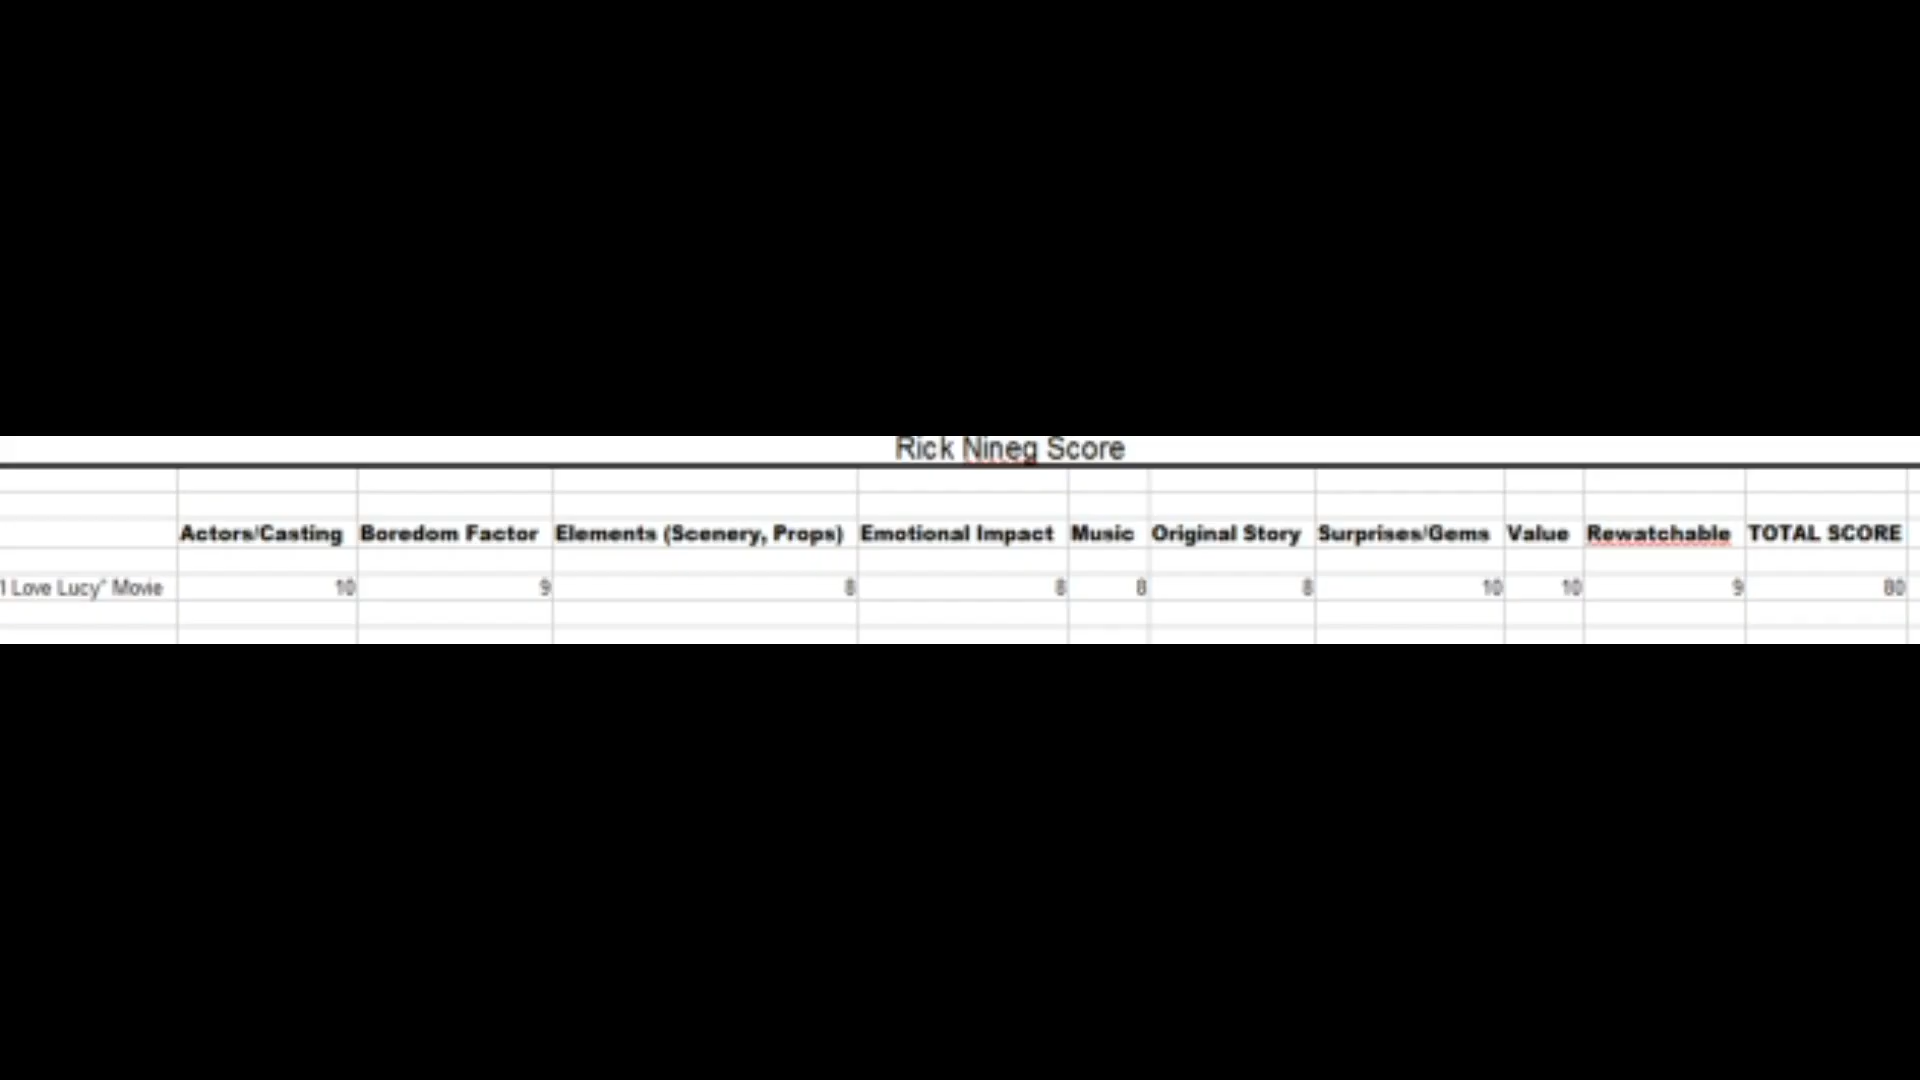 Rick Nineg Score
Actors/Casting Boredom Factor Elements (Scenery, Props) Emotional Impact Music Original Story Surprises/Gems Value Rewatchable TOTAL SCORE
I Love Lucy" Movie 10 9 8 8 8 8 10 10 9 80